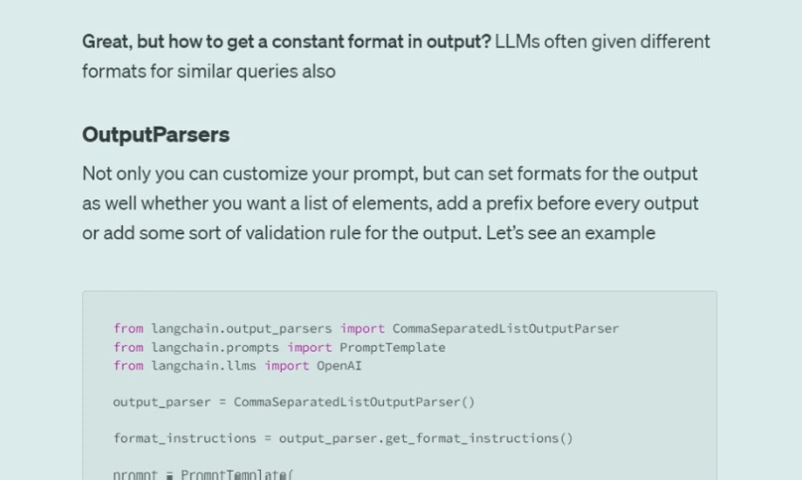 Great, but how to get a constant format in output? LLMs often given different
formats for similar queries also
OutputParsers
Not only you can customize your prompt, but can set formats for the output
as well whether you want a list of elements, add a prefix before every output
or add some sort of validation rule for the output. Let's see an example
from langchain.output_parsers import CommaSeparatedListOutputParser
from langchain.prompts import PromptTemplate
from langchain.llms import OpenAI
output_parser = CommaSeparatedListOutputParser()
format_instructions = output_parser.get_format_instructions()
prompt = PromptTemplate(